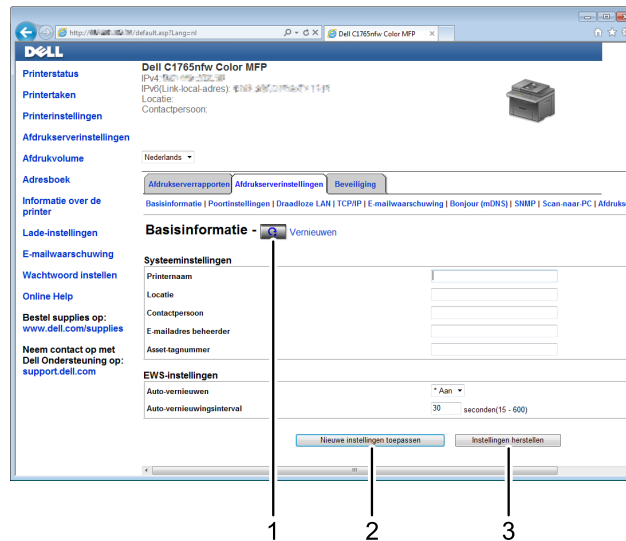 http:// /default.asp?Lang=nl
Dell C1765nfw Color MFP
DELL
Printerstatus
Printertaken
Printerinstellingen
Afdrukserverinstellingen
Afdrukvolume
Adresboek
Informatie over de
printer
Lade-instellingen
E-mailwaarschuwing
Wachtwoord instellen
Online Help
Bestel supplies op:
www.dell.com/supplies
Neem contact op met
Dell Ondersteuning op:
support.dell.com
Dell C1765nfw Color MFP
IPv4:
IPv6(Link-local-adres):
Locatie:
Contactpersoon:
Nederlands
Afdrukserverrapporten Afdrukserverinstellingen Beveiliging
Basisinformatie | Poortinstellingen | Draadloze LAN | TCP/IP | E-mailwaarschuwing | Bonjour (mDNS) | SNMP | Scan-naar-PC | Afdrukse
Basisinformatie - Vernieuwen
Systeeminstellingen
Printernaam
Locatie
Contactpersoon
E-mailadres beheerder
Asset-tagnummer
EWS-instellingen
Auto-vernieuwen * Aan
Auto-vernieuwingsinterval 30 seconden(15 - 600)
Nieuwe instellingen toepassen Instellingen herstellen
1 2 3